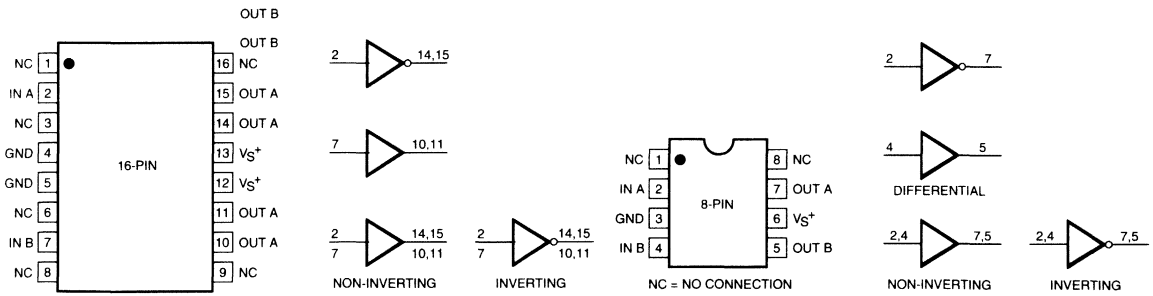 OUT B
OUT B
NC 1 16 NC
IN A 2 15 OUT A
NC 3 14 OUT A
GND 4 13 VS+
16-PIN
GND 5 12 VS+
NC 6 11 OUT A
IN B 7 10 OUT A
NC 8 9 NC
2 14,15
7 10,11
2 14,15
7 10,11
NON-INVERTING
2 14,15
7 10,11
INVERTING
NC 1 8 NC
IN A 2 7 OUT A
8-PIN
GND 3 6 VS+
IN B 4 5 OUT B
NC = NO CONNECTION
2 7
4 5
DIFFERENTIAL
2,4 7,5
NON-INVERTING
2,4 7,5
INVERTING